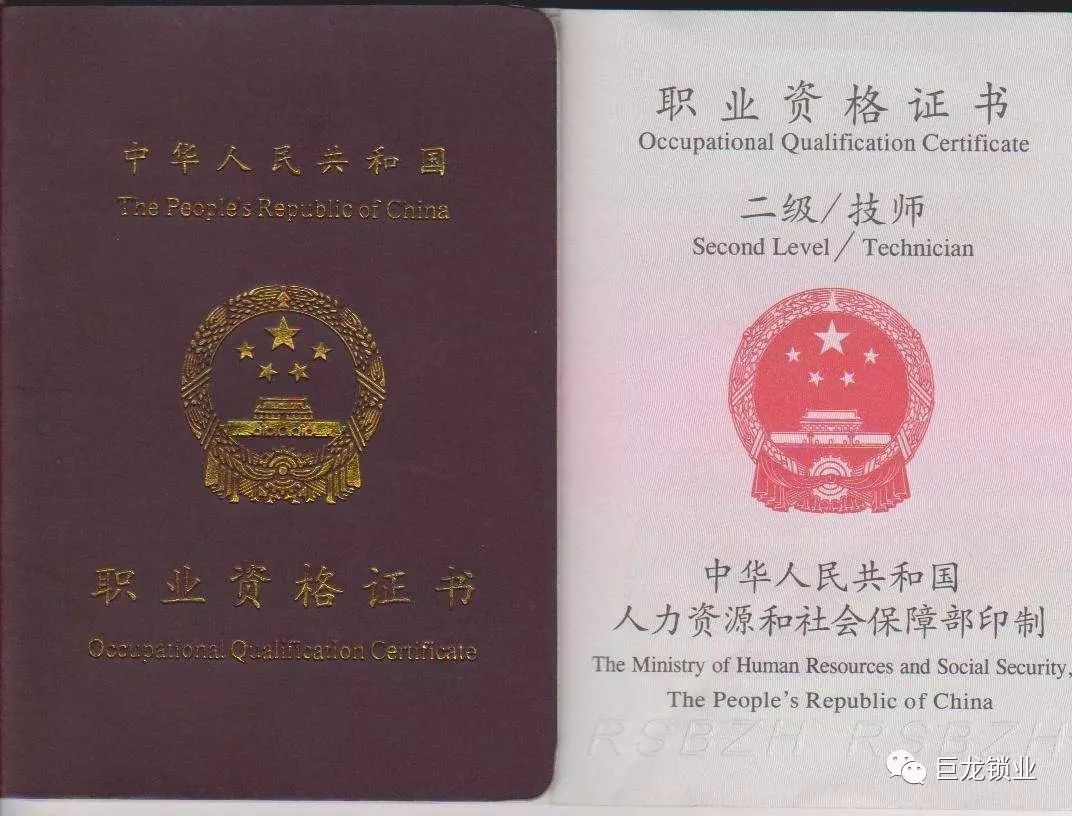 中华人民共和国
The People's Republic of China
职业资格证书
Occupational Qualification Certificate
职业资格证书
Occupational Qualification Certificate
二级/技师
Second Level/Technician
中华人民共和国
人力资源和社会保障部印制
The Ministry of Human Resources and Social Security,
The People's Republic of China
RSBZH RSBZH
巨龙锁业